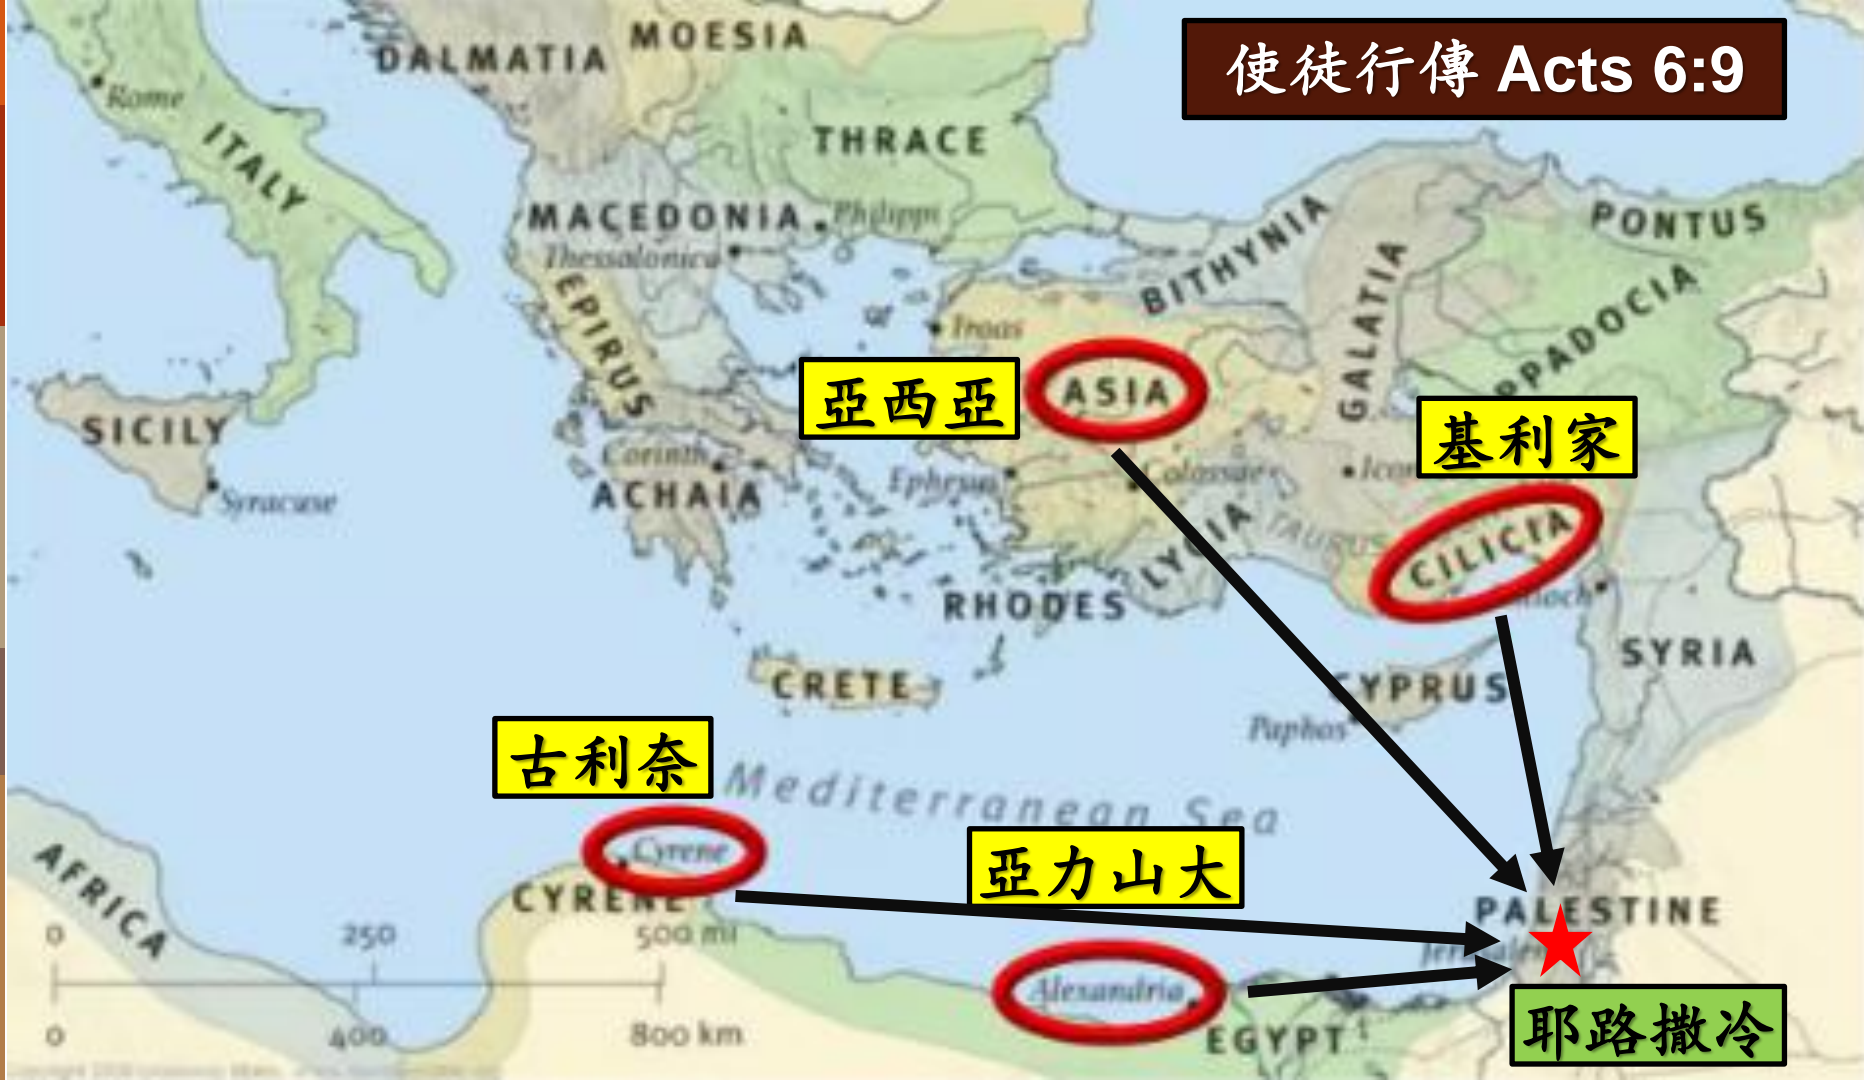 使徒行傳 Acts 6:9
MOESIA
DALMATIA
Rome
ITALY
THRACE
MACEDONIA
Philippi
Thessalonica
PONTUS
BITHYNIA
GALATIA
EPIRUS
Troas
亞西亞
ASIA
基利家
SICILY
Syracuse
Corinth
ACHAIA
Ephesus
Colossae
LYCIA
TAURUS
CILICIA
RHODES
SYRIA
CRETE
CYPRUS
Paphos
古利奈
Mediterranean Sea
Cyrene
亞力山大
AFRICA
CYRENE
PALESTINE
0 250 500 mi
Alexandria
0 400 800 km
EGYPT
耶路撒冷